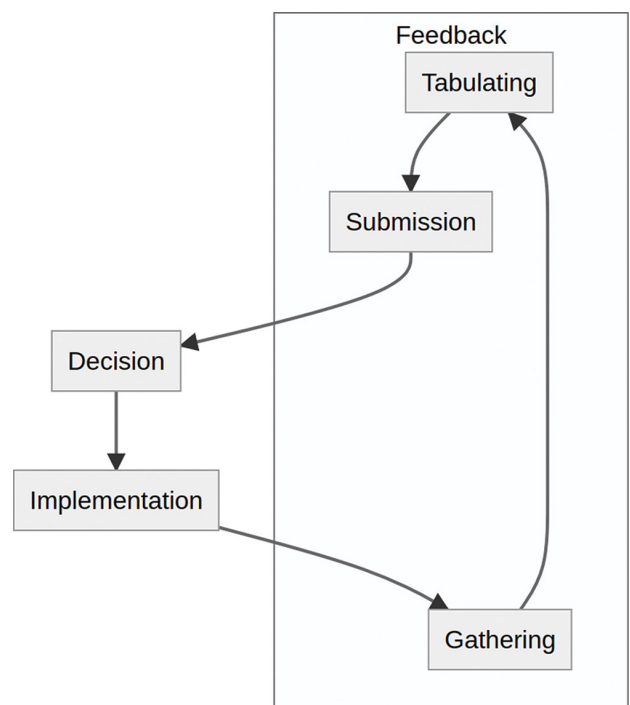 Feedback
Tabulating
Submission
Decision
Implementation
Gathering